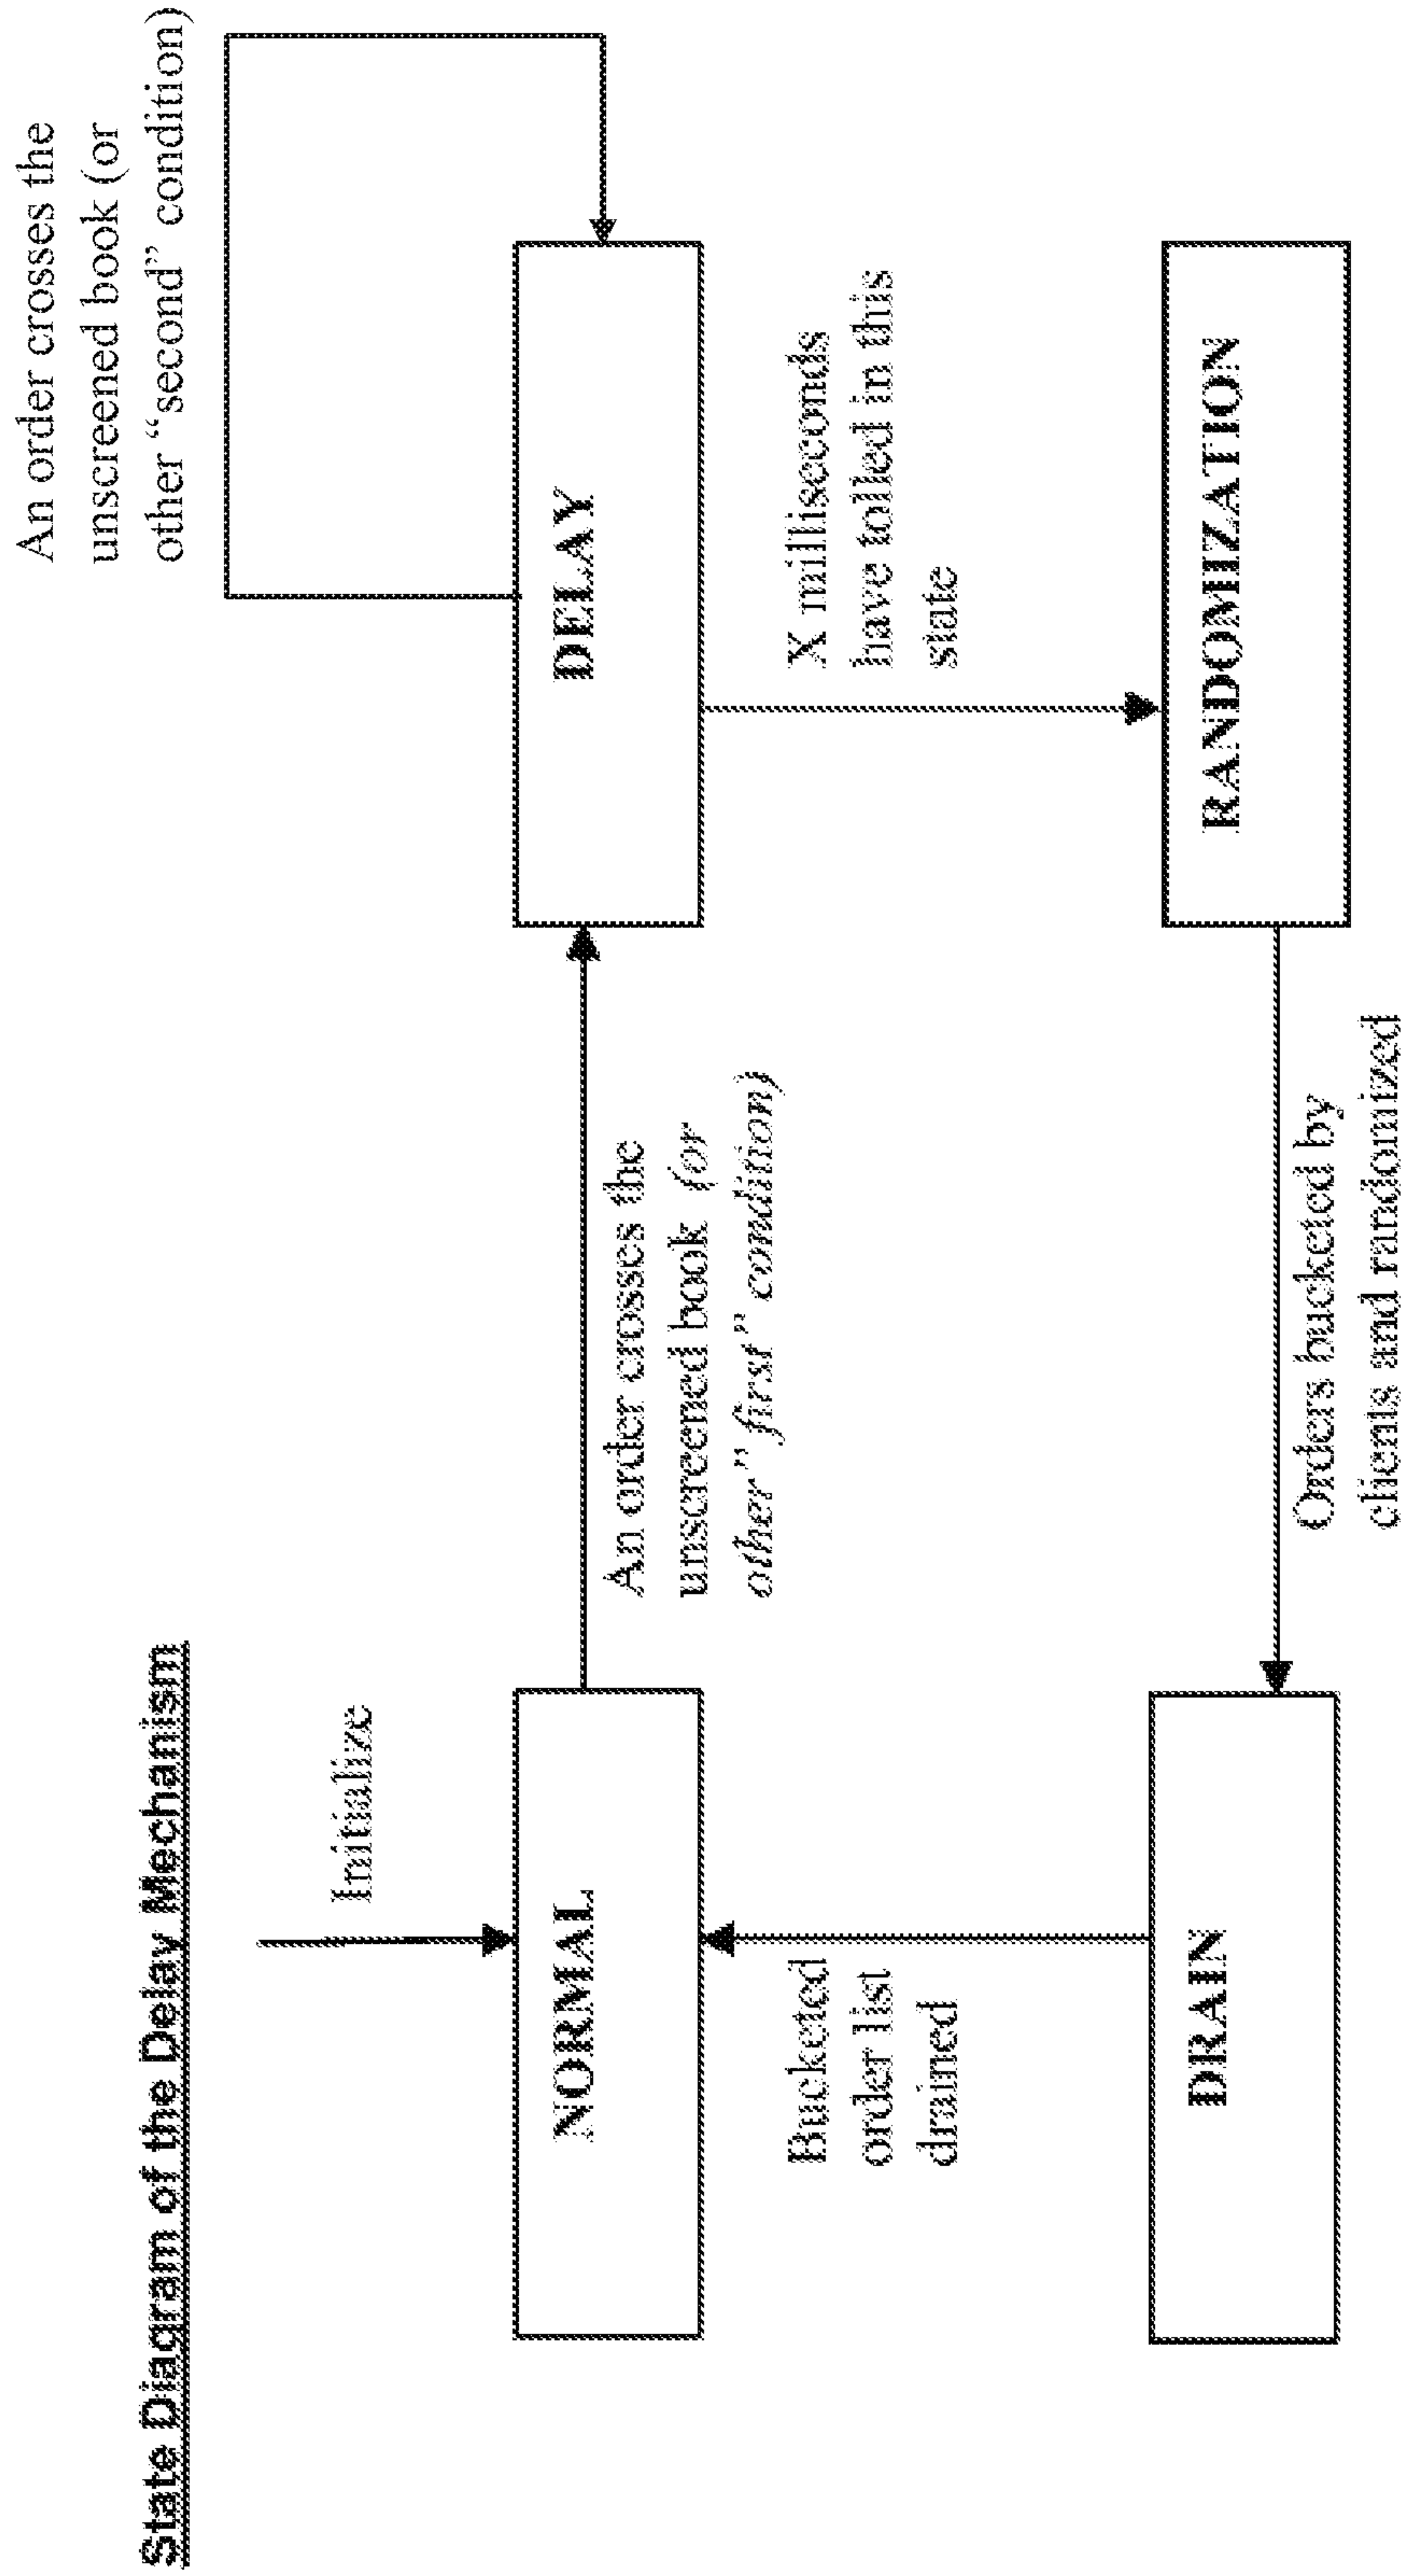 State Diagram of the Delay Mechanism
Initialize
An order crosses the
unscreened book (or
other “second” condition)
NORMAL
DELAY
An order crosses the
unscreened book (or
other” first” condition)
Bucketed
order list
drained
X milliseconds
have tolled in this
state
DRAIN
RANDOMIZATION
Orders bucketed by
clients and randomized